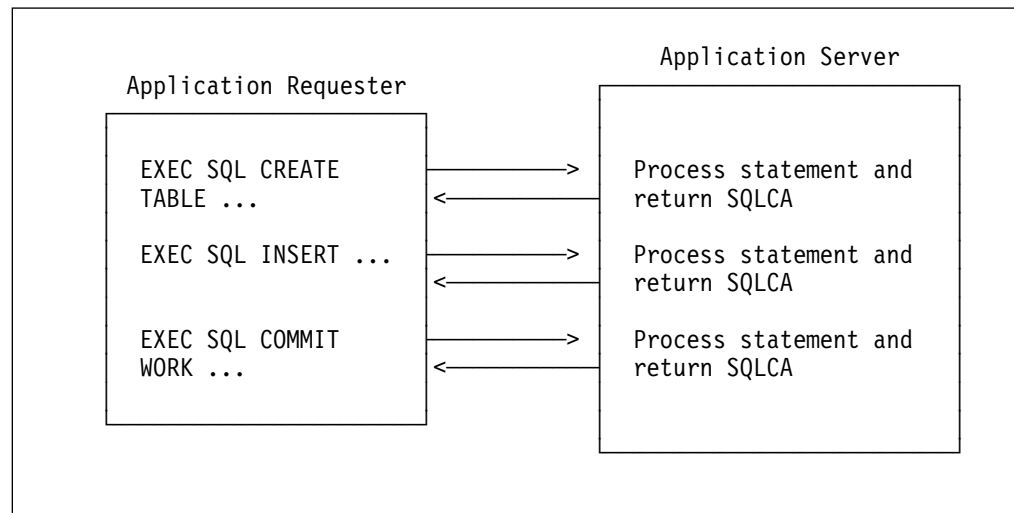 Application Server
Application Requester
EXEC SQL CREATE
TABLE ...
Process statement and
return SQLCA
EXEC SQL INSERT ...
Process statement and
return SQLCA
EXEC SQL COMMIT
WORK ...
Process statement and
return SQLCA